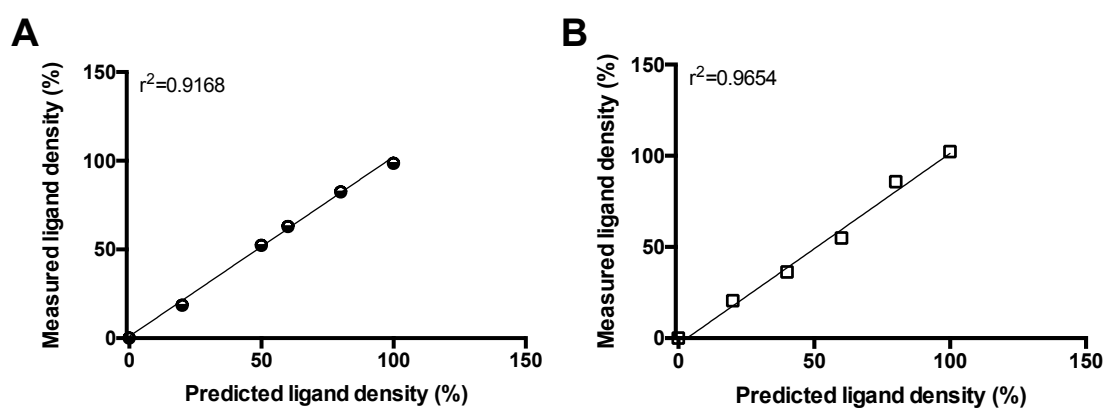 A
r²=0.9168
Measured ligand density (%)
150
100
50
0
0 50 100 150
Predicted ligand density (%)
B
r²=0.9654
Measured ligand density (%)
150
100
50
0
0 50 100 150
Predicted ligand density (%)